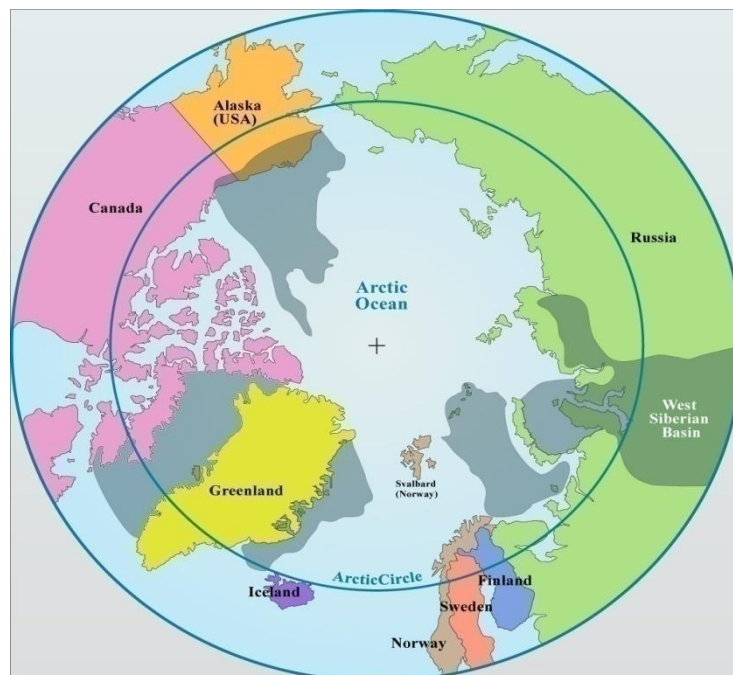 Alaska
(USA)
Canada
Russia
Arctic
Ocean
West
Siberian
Basin
Svalbard
(Norway)
Greenland
ArcticCircle
Iceland
Finland
Sweden
Norway